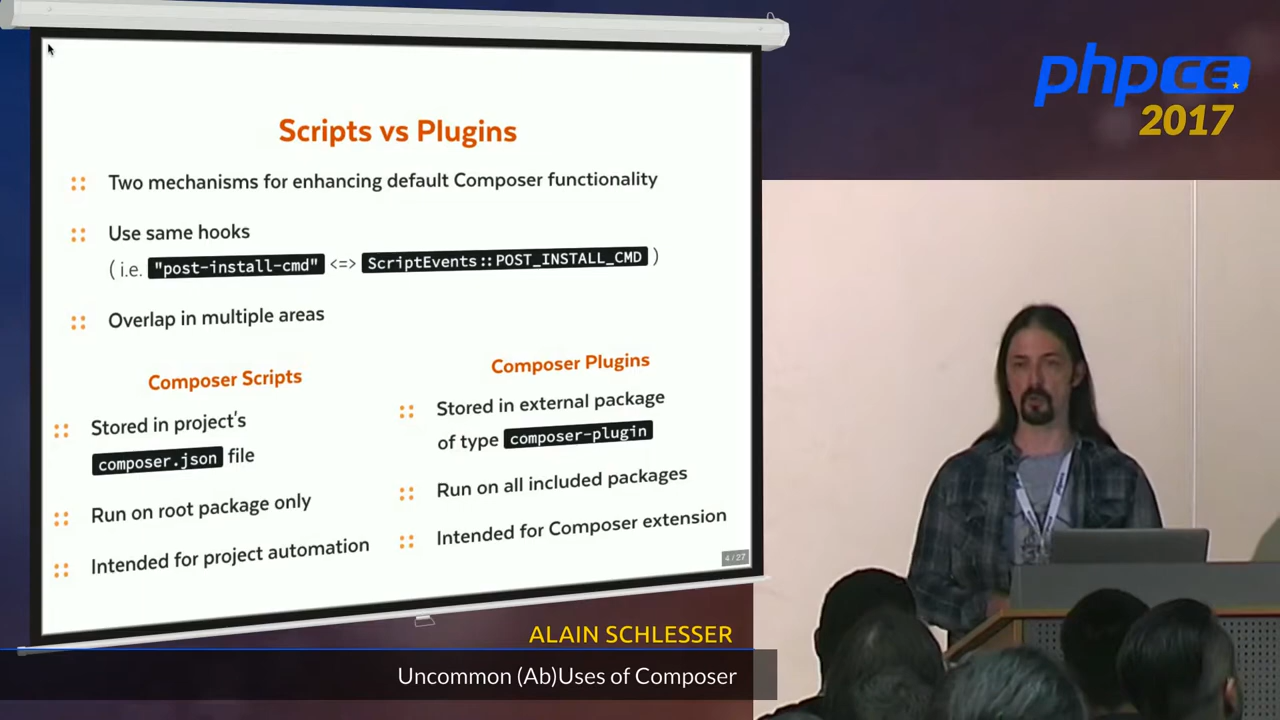 Scripts vs Plugins
Two mechanisms for enhancing default Composer functionality
Use same hooks
( i.e. "post-install-cmd" <=> ScriptEvents::POST_INSTALL_CMD )
Overlap in multiple areas
Composer Scripts
Stored in project's
composer.json file
Run on root package only
Intended for project automation
Composer Plugins
Stored in external package
of type composer-plugin
Run on all included packages
Intended for Composer extension
4 / 27
phpCE
2017
ALAIN SCHLESSER
Uncommon (Ab)Uses of Composer